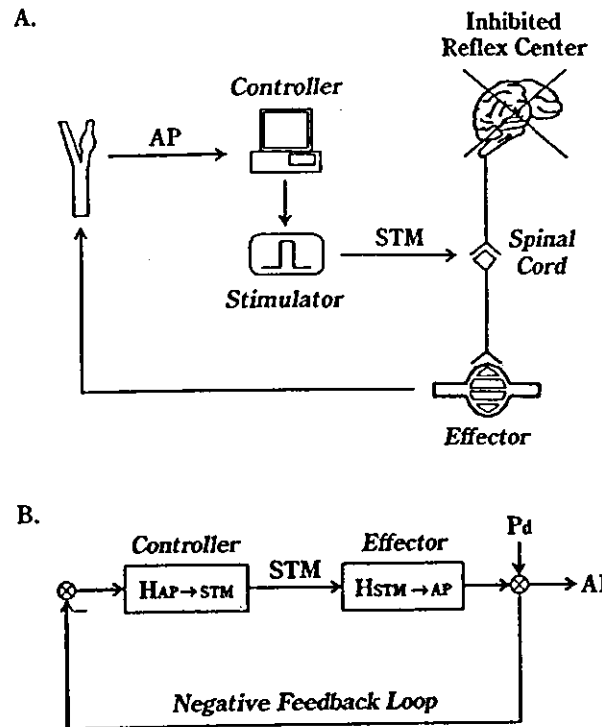 A.
Inhibited
Reflex Center
Controller
AP
STM
Spinal
Cord
Stimulator
Effector
B.
Pd
Controller
STM
Effector
HAP→STM
HSTM→AP
Negative Feedback Loop